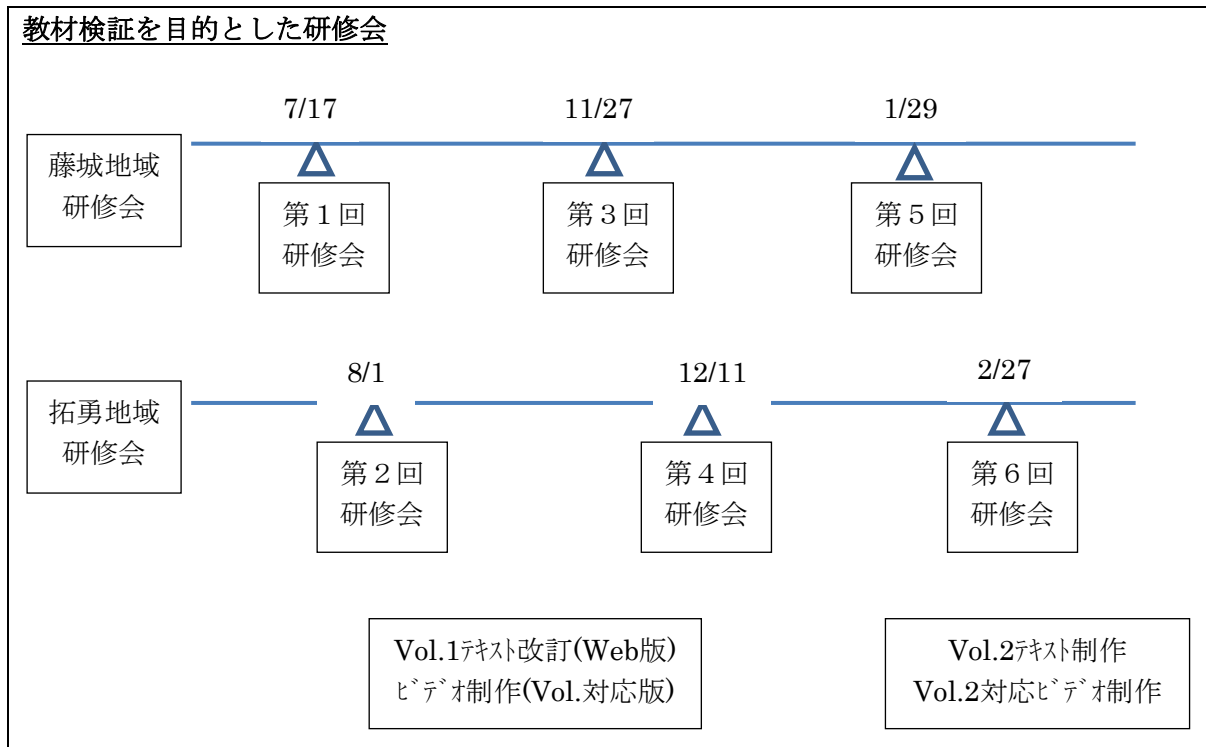 教材検証を目的とした研修会
7/17
11/27
1/29
藤城地域
研修会
第１回
研修会
第３回
研修会
第５回
研修会
8/1
12/11
2/27
拓勇地域
研修会
第２回
研修会
第４回
研修会
第６回
研修会
Vol.1ﾃｷｽﾄ改訂(Web版)
ﾋﾞﾃﾞｵ制作(Vol.対応版)
Vol.2ﾃｷｽﾄ制作
Vol.2対応ﾋﾞﾃﾞｵ制作